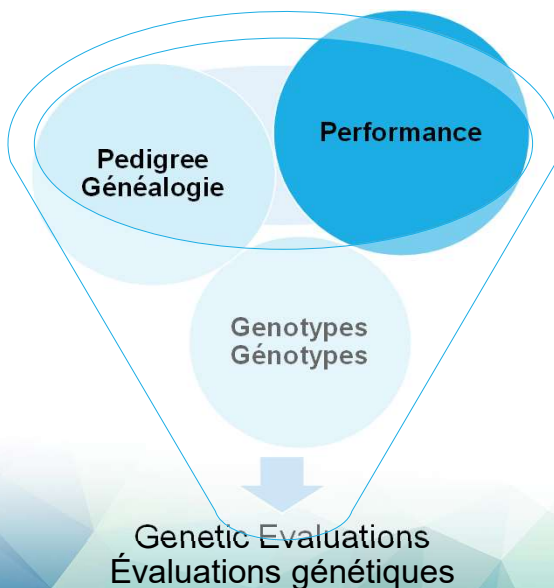 Performance
Pedigree
Généalogie
Genotypes
Génotypes
Genetic Evaluations
Évaluations génétiques